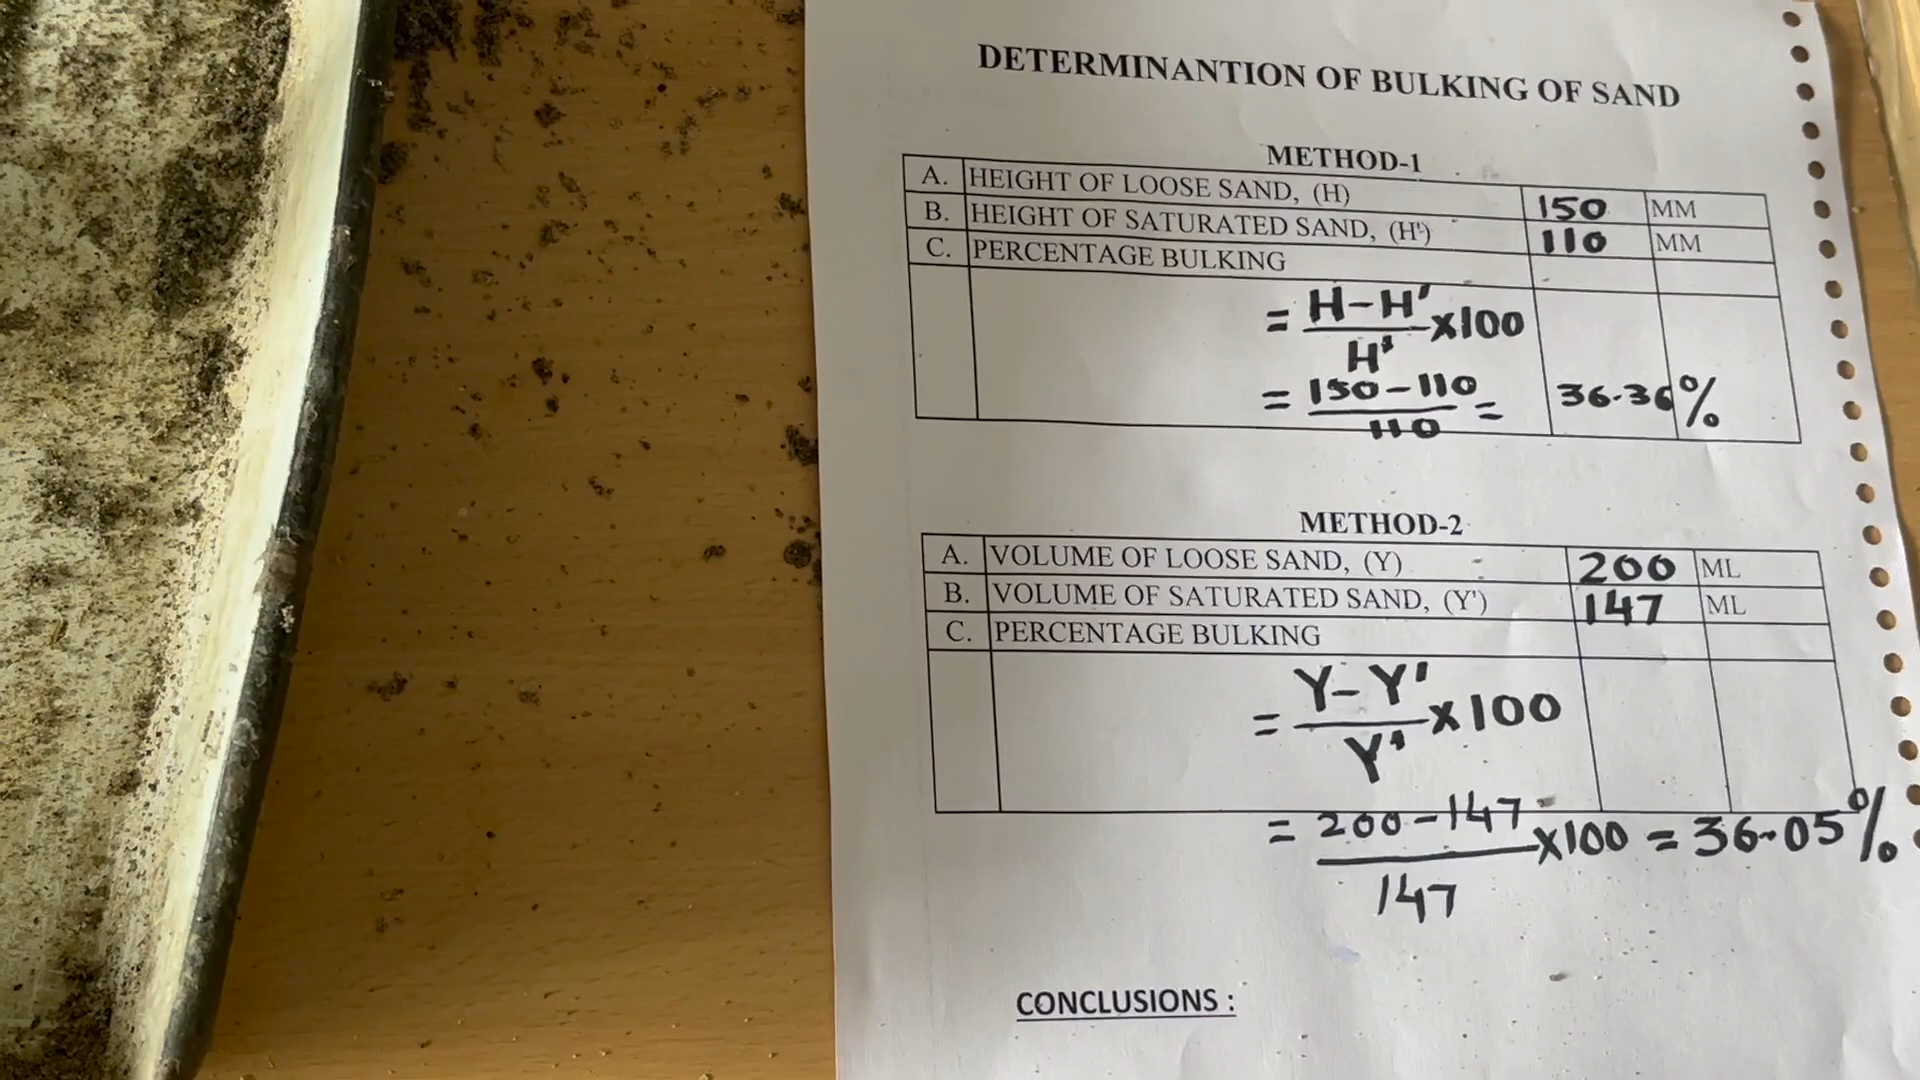 DETERMINANTION OF BULKING OF SAND
METHOD-1
A. HEIGHT OF LOOSE SAND, (H) 150 MM
B. HEIGHT OF SATURATED SAND, (H') 110 MM
C. PERCENTAGE BULKING
= H-H' / H' x100
= 150-110 / 110 = 36.36%
METHOD-2
A. VOLUME OF LOOSE SAND, (Y) 200 ML
B. VOLUME OF SATURATED SAND, (Y') 147 ML
C. PERCENTAGE BULKING
= Y-Y' / Y' x100
= 200-147 / 147 x100 = 36.05%
CONCLUSIONS :